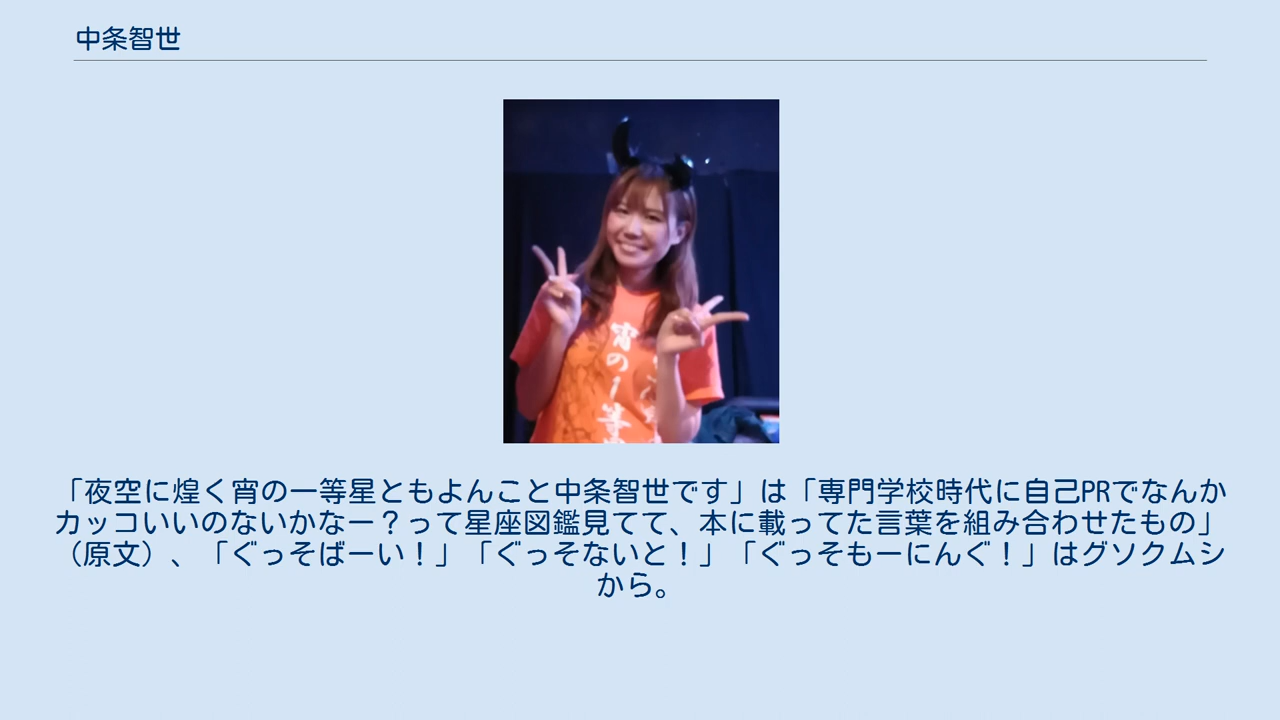 中条智世
宵の一等
「夜空に煌く宵の一等星ともよんこと中条智世です」は「専門学校時代に自己PRでなんか
カッコいいのないかなー？って星座図鑑見てて、本に載ってた言葉を組み合わせたもの」
（原文）、「ぐっそばーい！」「ぐっそないと！」「ぐっそもーにんぐ！」はグソクムシ
から。